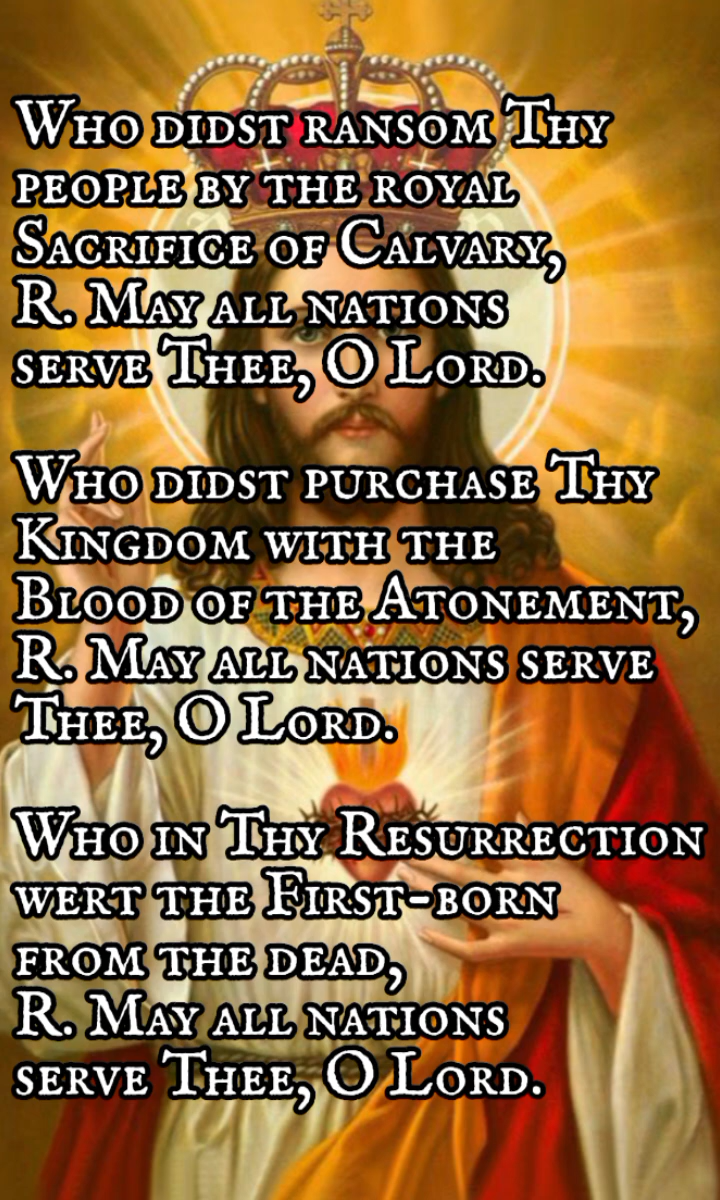 Who didst ransom Thy
people by the royal
Sacrifice of Calvary,
R. May all nations
serve Thee, O Lord.
Who didst purchase Thy
Kingdom with the
Blood of the Atonement,
R. May all nations serve
Thee, O Lord.
Who in Thy Resurrection
wert the First-born
from the dead,
R. May all nations
serve Thee, O Lord.